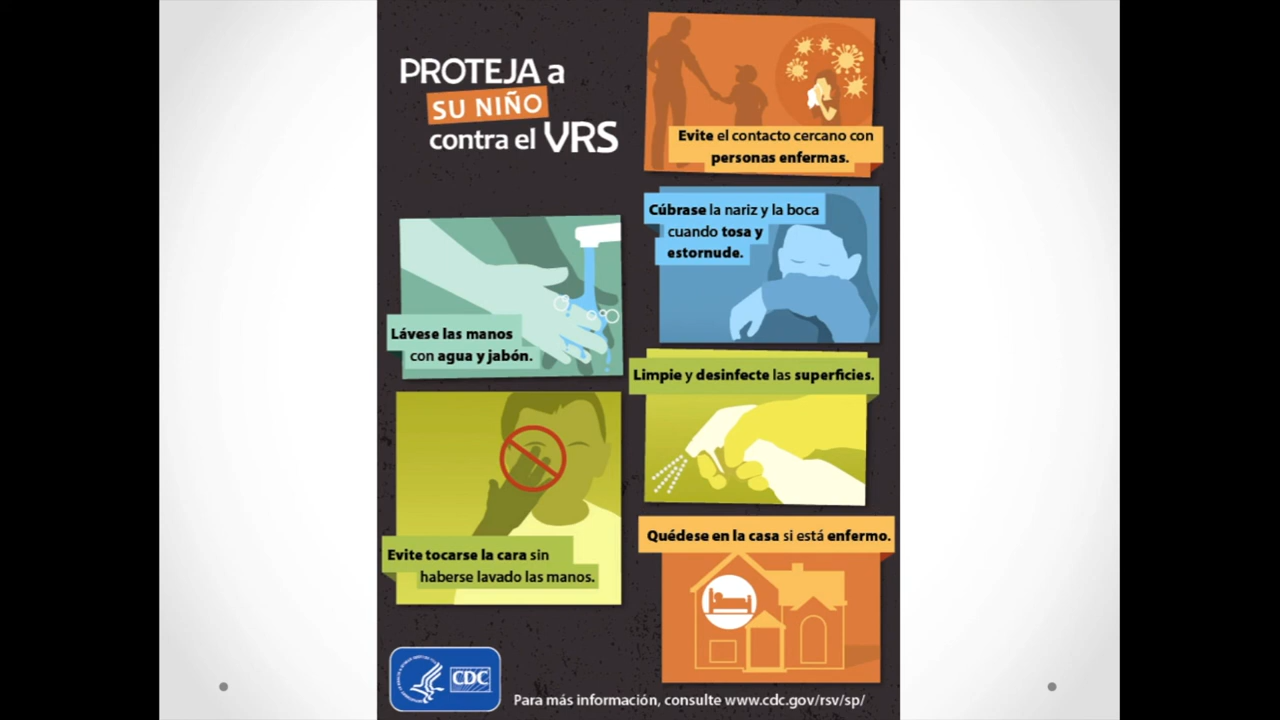 PROTEJA a
SU NIÑO
contra el VRS
Evite el contacto cercano con
personas enfermas.
Cúbrase la nariz y la boca
cuando tosa y
estornude.
Lávese las manos
con agua y jabón.
Limpie y desinfecte las superficies.
Evite tocarse la cara sin
haberse lavado las manos.
Quédese en la casa si está enfermo.
CDC
Para más información, consulte www.cdc.gov/rsv/sp/